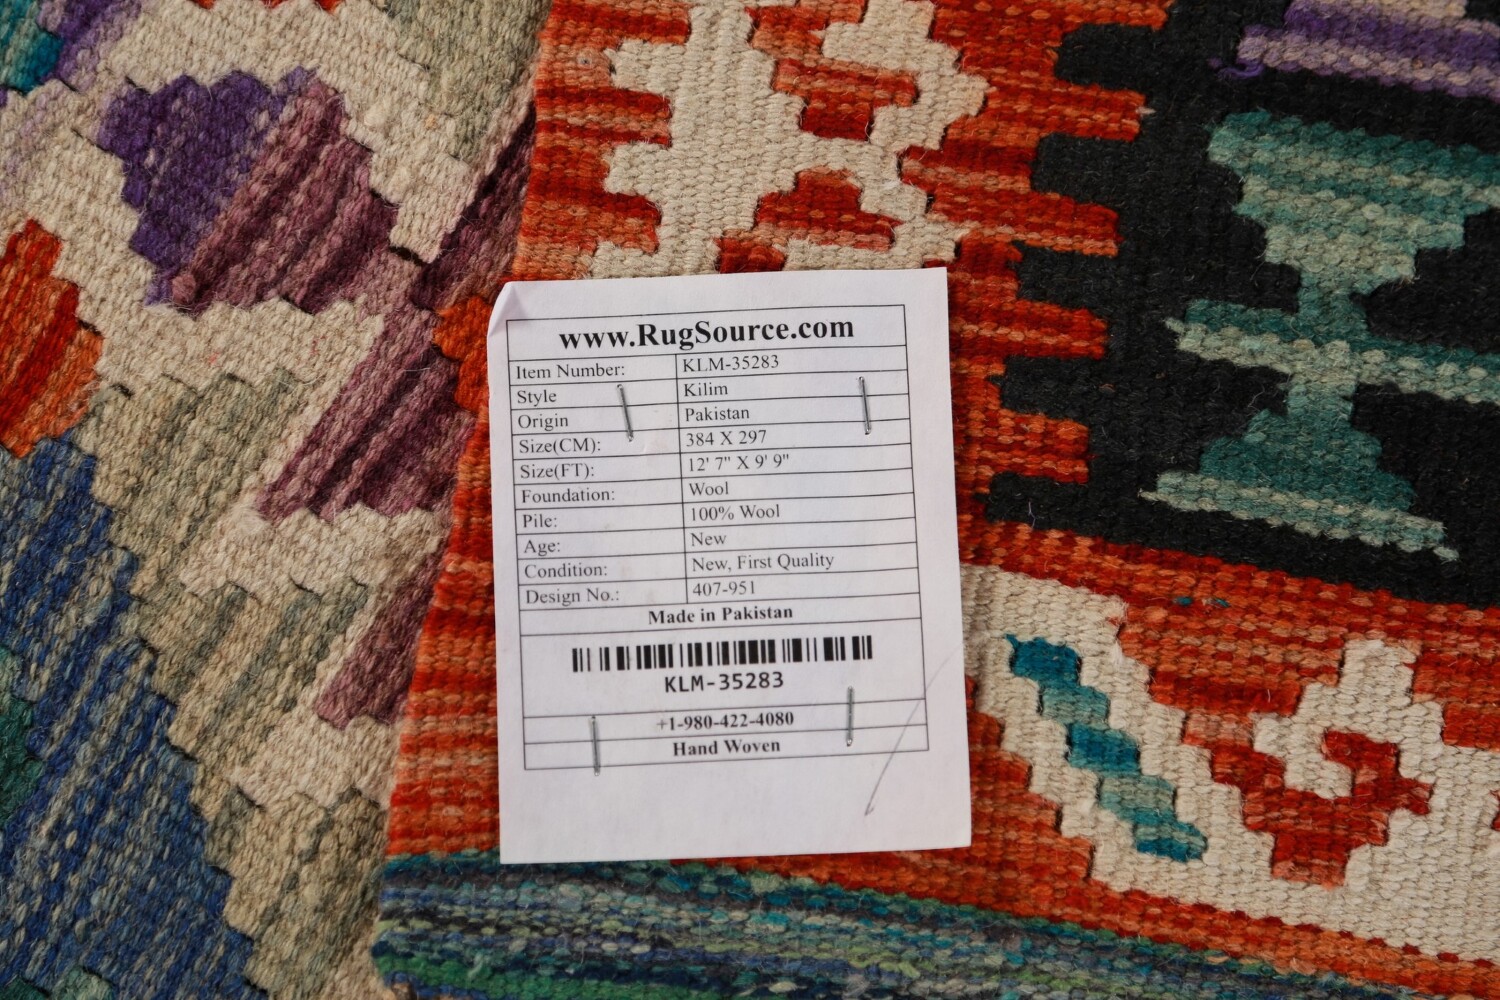 www.RugSource.com
Item Number: KLM-35283
Style Kilim
Origin Pakistan
Size(CM): 384 X 297
Size(FT): 12' 7" X 9' 9"
Foundation: Wool
Pile: 100% Wool
Age: New
Condition: New, First Quality
Design No.: 407-951
Made in Pakistan
KLM-35283
+1-980-422-4080
Hand Woven